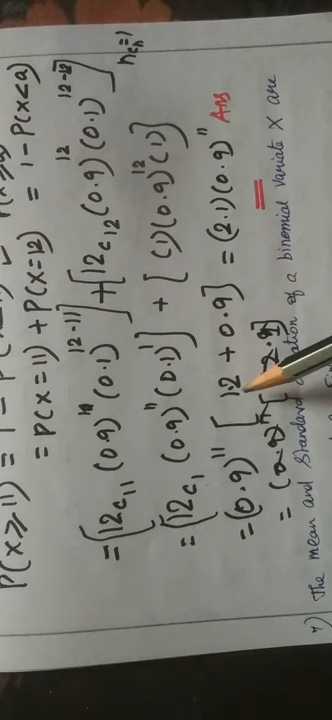 P(X ≥ 11) = 1 - P(X
= P(X=11) + P(X=12) = 1 - P(X<a)
= [12c₁₁ (0.9)¹¹ (0.1)¹²⁻¹¹] + [12c₁₂ (0.9)¹² (0.1)¹²⁻¹²]
nCn=1
= [12c₁ (0.9)¹¹ (0.1)¹] + [(1)(0.9)¹²(1)]
= (0.9)¹¹ [12 + 0.9] = (2.1)(0.9)¹¹ Ans
7) The mean and Standard of a binomial variate X are